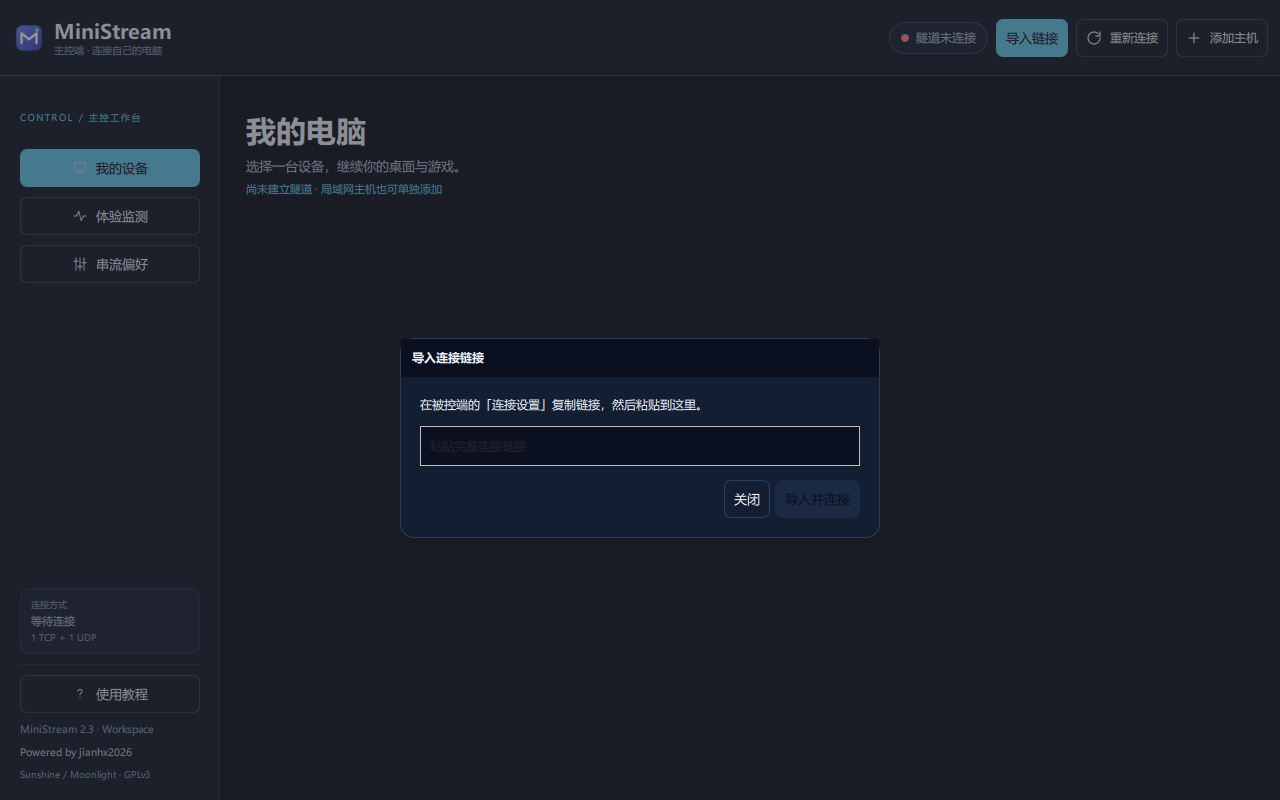 MiniStream
主控端 · 连接自己的电脑
隧道未连接
导入链接
重新连接
添加主机
CONTROL / 主控工作台
我的设备
体验监测
串流偏好
我的电脑
选择一台设备，继续你的桌面与游戏。
尚未建立隧道 · 局域网主机也可单独添加
导入连接链接
在被控端的「连接设置」复制链接，然后粘贴到这里。
粘贴完整连接链接
关闭
导入并连接
连接方式
等待连接
1 TCP + 1 UDP
? 使用教程
MiniStream 2.3 · Workspace
Powered by jianhx2026
Sunshine / Moonlight · GPLv3